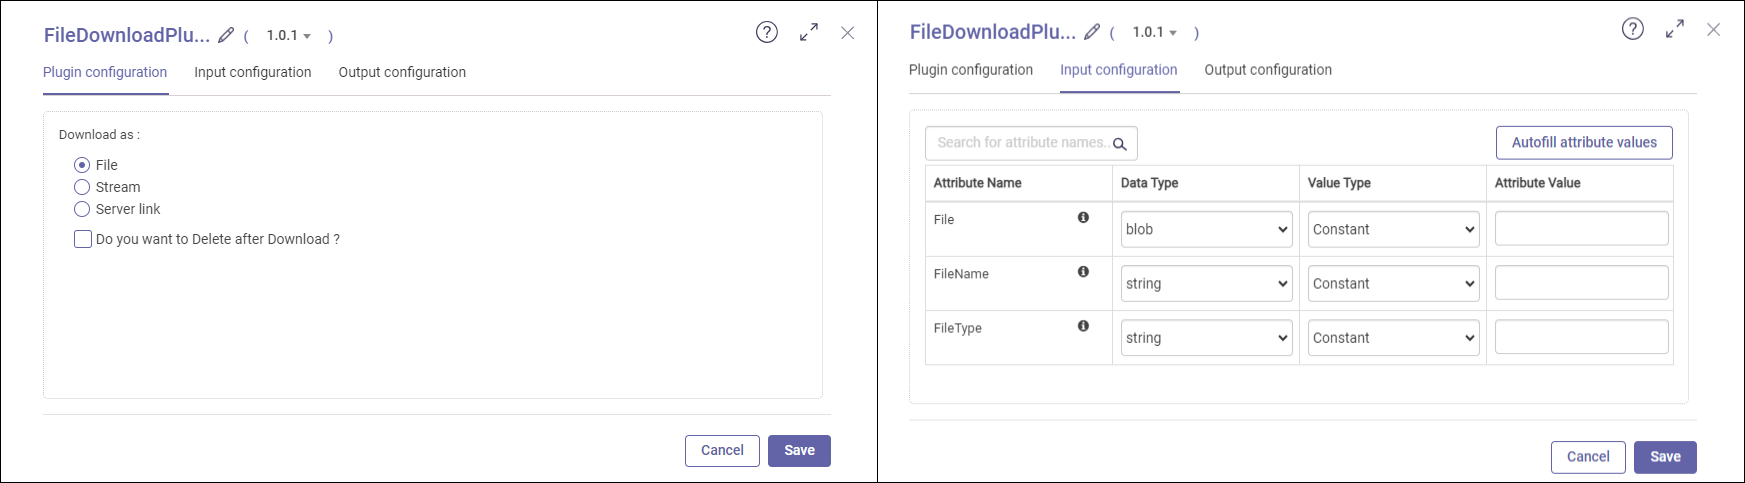 FileDownloadPlu... ( 1.0.1 )
Plugin configuration Input configuration Output configuration
Download as :
File
Stream
Server link
Do you want to Delete after Download ?
Cancel Save
FileDownloadPlu... ( 1.0.1 )
Plugin configuration Input configuration Output configuration
Search for attribute names.. Autofill attribute values
Attribute Name Data Type Value Type Attribute Value
File blob Constant
FileName string Constant
FileType string Constant
Cancel Save